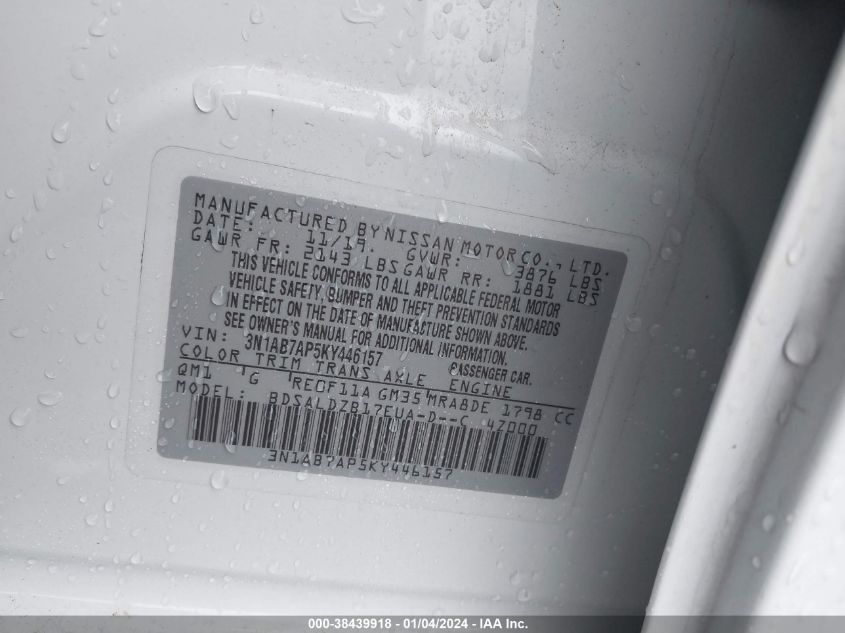 MANUFACTURED BY NISSAN MOTOR CO., LTD.
DATE: 11/19. GVWR: 3876 LBS
GAWR FR: 2143 LBS GAWR RR: 1881 LBS
THIS VEHICLE CONFORMS TO ALL APPLICABLE FEDERAL MOTOR
VEHICLE SAFETY, BUMPER AND THEFT PREVENTION STANDARDS
IN EFFECT ON THE DATE OF MANUFACTURE SHOWN ABOVE.
SEE OWNER'S MANUAL FOR ADDITIONAL INFORMATION.
VIN: 3N1AB7AP5KY446157 PASSENGER CAR.
COLOR TRIM TRANS AXLE ENGINE
QM1 G RE0F11A GM35 MRA8DE 1798 CC
MODEL: BDSALDZB17EUA-D--C 47000
3N1AB7AP5KY446157
000-38439918 - 01/04/2024 - IAA Inc.